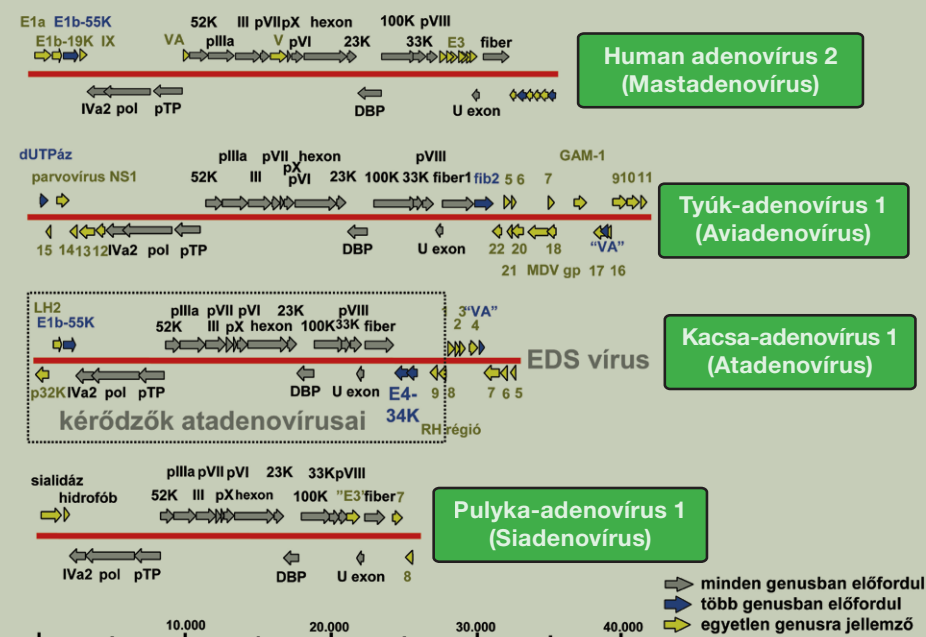 E1a E1b-55K 52K III pVII pX hexon 100K pVIII
E1b-19K IX VA pIIIa V pVI 23K 33K E3 fiber
IVa2 pol pTP DBP U exon
Human adenovírus 2
(Mastadenovírus)
dUTPáz pIIIa pVII hexon pVIII GAM-1
pX
parvovírus NS1 52K III pVI 23K 100K 33K fiber1 fib2 5 6 7 9 10 11
15 14 13 12 IVa2 pol pTP DBP U exon 22 20 18 "VA"
21 MDV gp 17 16
Tyúk-adenovírus 1
(Aviadenovírus)
LH2 pIIIa pVII pVI 23K pVIII 1 3 "VA"
E1b-55K 52K III pX hexon 100K 33K fiber 2 4
p32K IVa2 pol pTP DBP U exon E4-34K 9 8 7 6 5
RH régió
EDS vírus
kérődzők atadenovírusai
Kacsa-adenovírus 1
(Atadenovírus)
sialidáz pIIIa pVII pVI 23K 33K pVIII
hidrofób 52K III pX hexon 100K "E3" fiber 7
IVa2 pol pTP DBP U exon 8
Pulyka-adenovírus 1
(Siadenovírus)
minden genusban előfordul
több genusban előfordul
egyetlen genusra jellemző
10.000 20.000 30.000 40.000